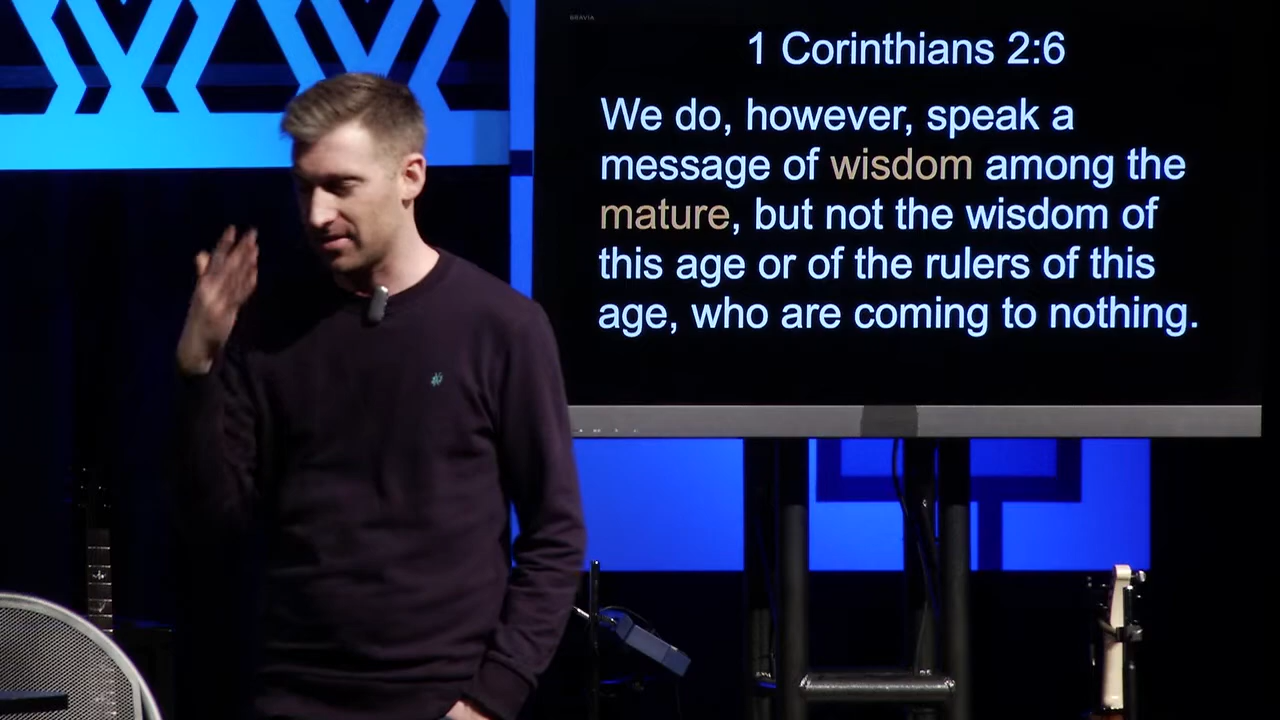 BRAVIA
1 Corinthians 2:6
We do, however, speak a
message of wisdom among the
mature, but not the wisdom of
this age or of the rulers of this
age, who are coming to nothing.